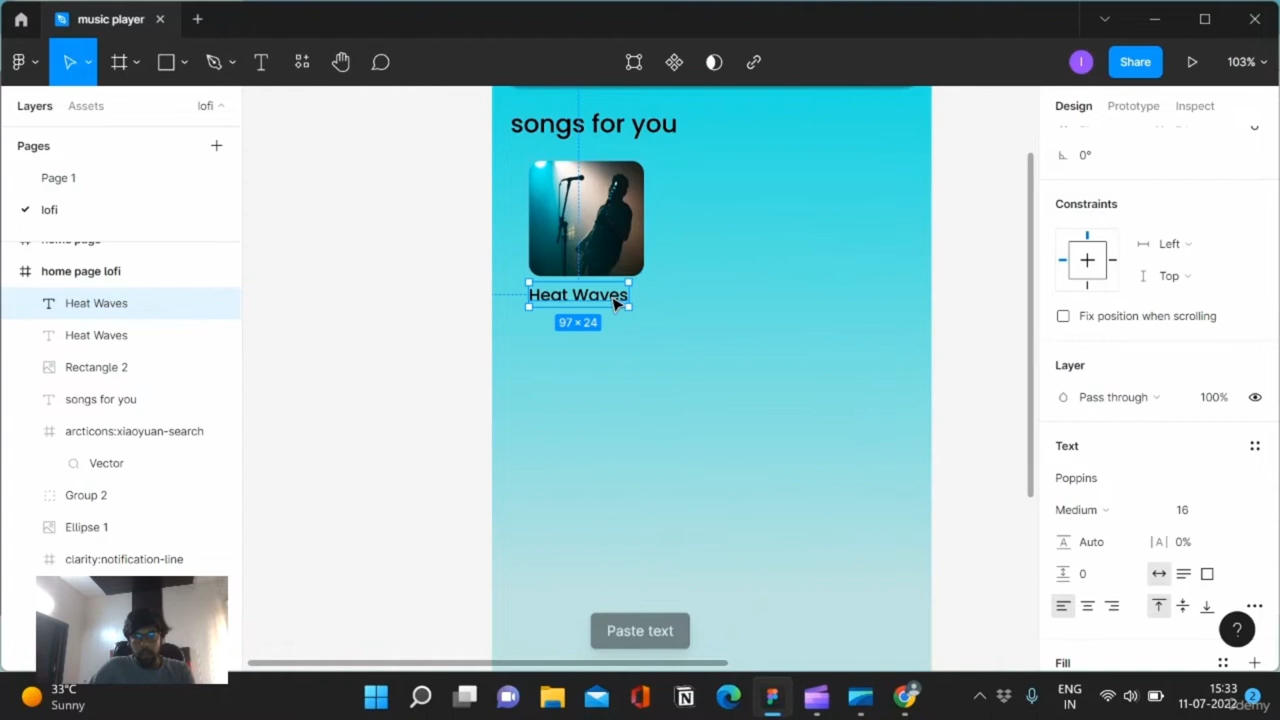 music player
Share
103%
Layers
Assets
lofi
Design
Prototype
Inspect
Pages
Page 1
lofi
home page lofi
Heat Waves
Heat Waves
Rectangle 2
songs for you
arcticons:xiaoyuan-search
Vector
Group 2
Ellipse 1
clarity:notification-line
songs for you
Heat Waves
97 × 24
Paste text
0°
Constraints
Left
Top
Fix position when scrolling
Layer
Pass through
100%
Text
Poppins
Medium
16
Auto
|A| 0%
0
?
Fill
33°C
Sunny
ENG
IN
15:33
11-07-2022
2
Udemy